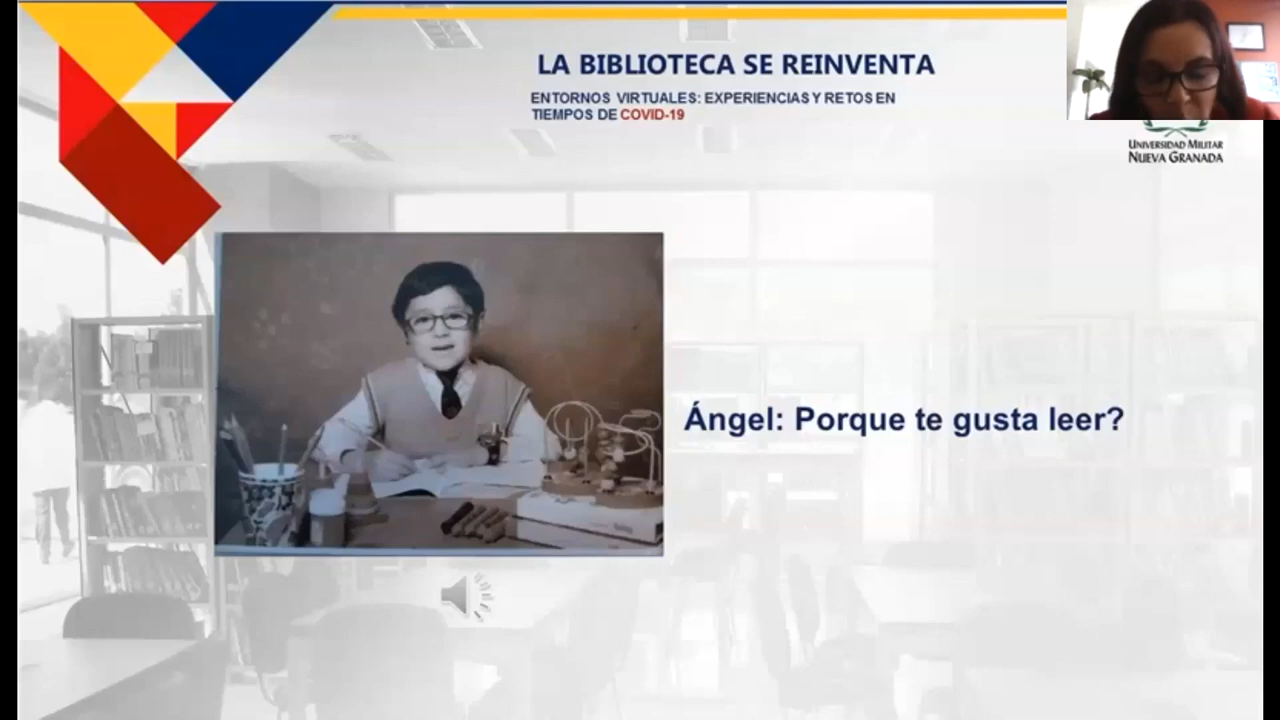 LA BIBLIOTECA SE REINVENTA
ENTORNOS VIRTUALES: EXPERIENCIAS Y RETOS EN
TIEMPOS DE COVID-19
UNIVERSIDAD MILITAR
NUEVA GRANADA
Ángel: Porque te gusta leer?